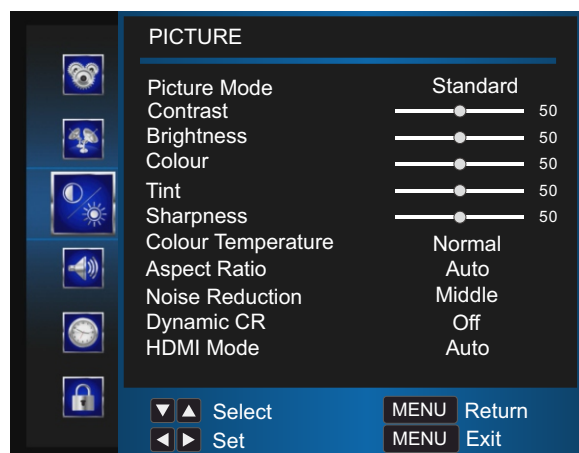 PICTURE
Picture Mode Standard
Contrast 50
Brightness 50
Colour 50
Tint 50
Sharpness 50
Colour Temperature Normal
Aspect Ratio Auto
Noise Reduction Middle
Dynamic CR Off
HDMI Mode Auto
Select MENU Return
Set MENU Exit